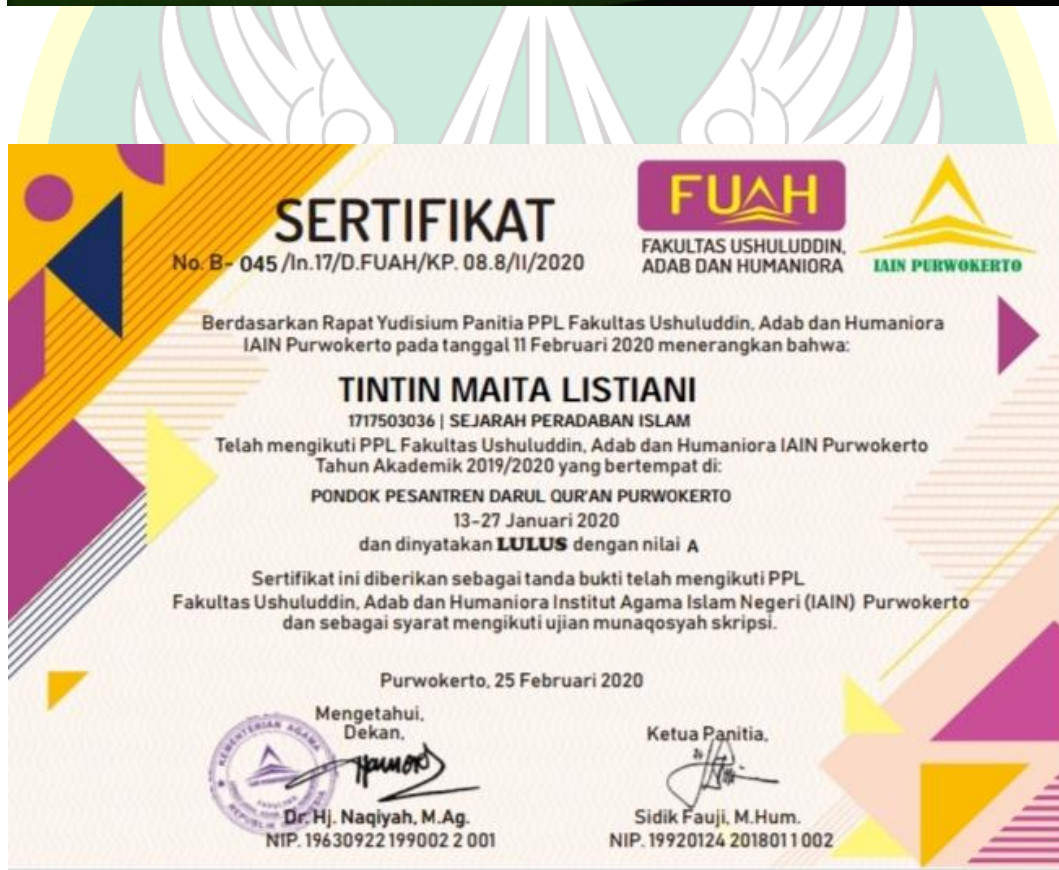 SERTIFIKAT
No. B- 045 /In.17/D.FUAH/KP. 08.8/II/2020
FUAH
FAKULTAS USHULUDDIN,
ADAB DAN HUMANIORA
IAIN PURWOKERTO
Berdasarkan Rapat Yudisium Panitia PPL Fakultas Ushuluddin, Adab dan Humaniora
IAIN Purwokerto pada tanggal 11 Februari 2020 menerangkan bahwa:
TINTIN MAITA LISTIANI
1717503036 | SEJARAH PERADABAN ISLAM
Telah mengikuti PPL Fakultas Ushuluddin, Adab dan Humaniora IAIN Purwokerto
Tahun Akademik 2019/2020 yang bertempat di:
PONDOK PESANTREN DARUL QUR'AN PURWOKERTO
13-27 Januari 2020
dan dinyatakan LULUS dengan nilai A
Sertifikat ini diberikan sebagai tanda bukti telah mengikuti PPL
Fakultas Ushuluddin, Adab dan Humaniora Institut Agama Islam Negeri (IAIN) Purwokerto
dan sebagai syarat mengikuti ujian munaqosyah skripsi.
Purwokerto, 25 Februari 2020
Mengetahui,
Dekan,
KEMENTERIAN AGAMA
REPUBLIK INDONESIA
Dr. Hj. Naqiyah, M.Ag.
NIP. 19630922 199002 2 001
Ketua Panitia,
Sidik Fauji, M.Hum.
NIP. 19920124 201801 1 002